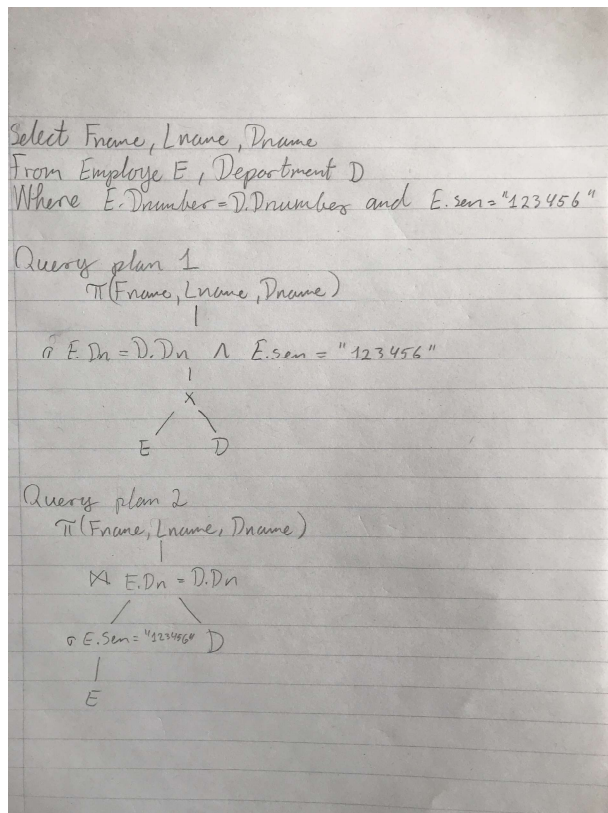 Select Fname, Lname, Dname
From Employe E, Department D
Where E.Dnumber=D.Dnumber and E.ssn="123456"
Query plan 1
π(Fname, Lname, Dname)
σ E.Dn = D.Dn ∧ E.ssn = "123456"
×
E D
Query plan 2
π(Fname, Lname, Dname)
⋈ E.Dn = D.Dn
σ E.ssn="123456" D
E